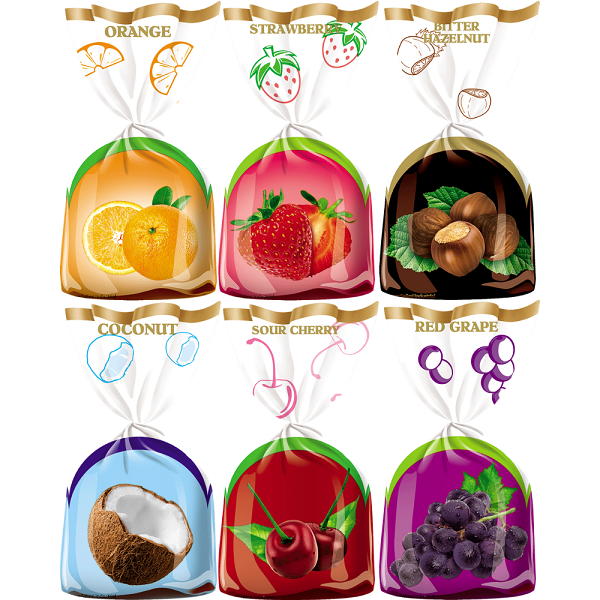 ORANGE
STRAWBERRY
BITTER
HAZELNUT
COCONUT
SOUR CHERRY
RED GRAPE